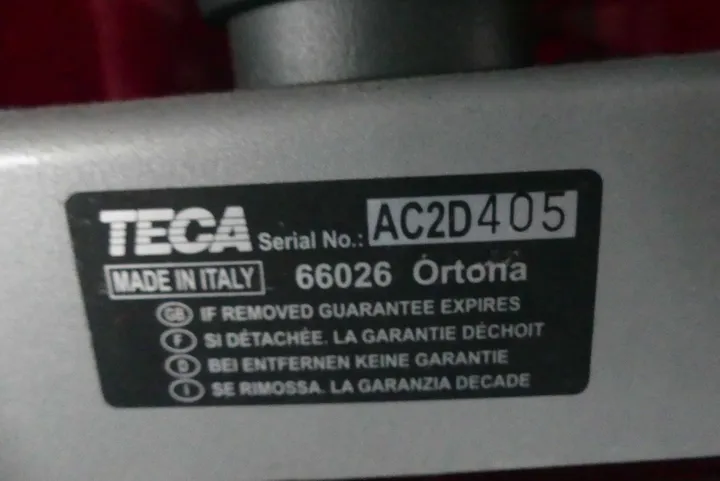 TECA Serial No.: AC2D405
MADE IN ITALY 66026 Ortona
GB IF REMOVED GUARANTEE EXPIRES
F SI DÉTACHÉE. LA GARANTIE DÉCHOIT
D BEI ENTFERNEN KEINE GARANTIE
I SE RIMOSSA. LA GARANZIA DECADE